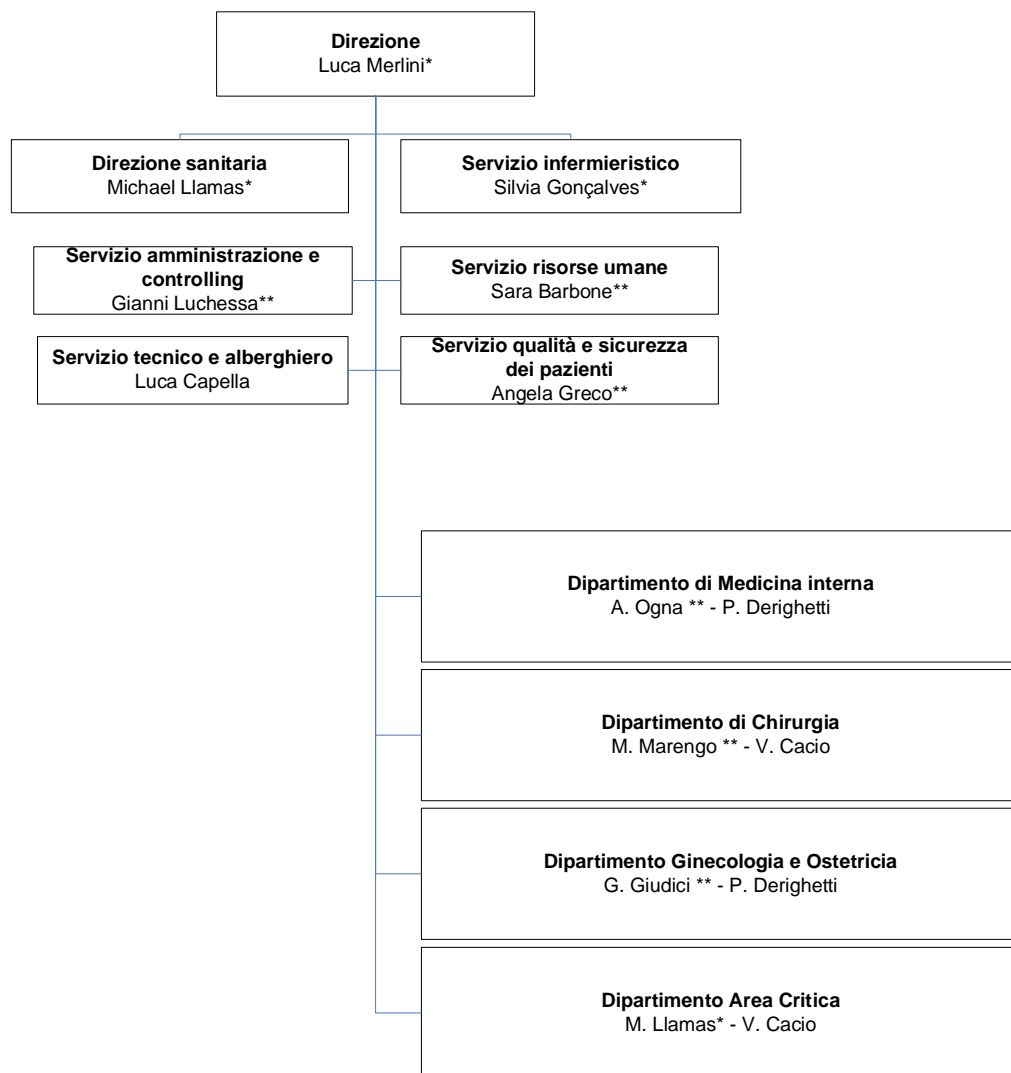 Direzione
Luca Merlini*
Direzione sanitaria
Michael Llamas*
Servizio infermieristico
Silvia Gonçalves*
Servizio amministrazione e
controlling
Gianni Luchessa**
Servizio risorse umane
Sara Barbone**
Servizio tecnico e alberghiero
Luca Capella
Servizio qualità e sicurezza
dei pazienti
Angela Greco**
Dipartimento di Medicina interna
A. Ogna ** - P. Derighetti
Dipartimento di Chirurgia
M. Marengo ** - V. Cacio
Dipartimento Ginecologia e Ostetricia
G. Giudici ** - P. Derighetti
Dipartimento Area Critica
M. Llamas* - V. Cacio